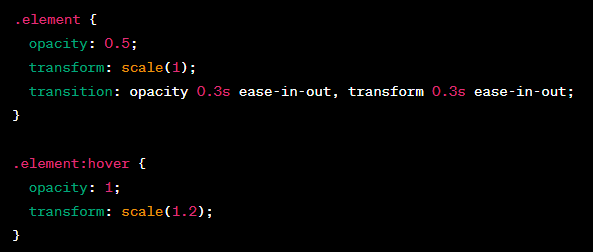 .element {
  opacity: 0.5;
  transform: scale(1);
  transition: opacity 0.3s ease-in-out, transform 0.3s ease-in-out;
}

.element:hover {
  opacity: 1;
  transform: scale(1.2);
}